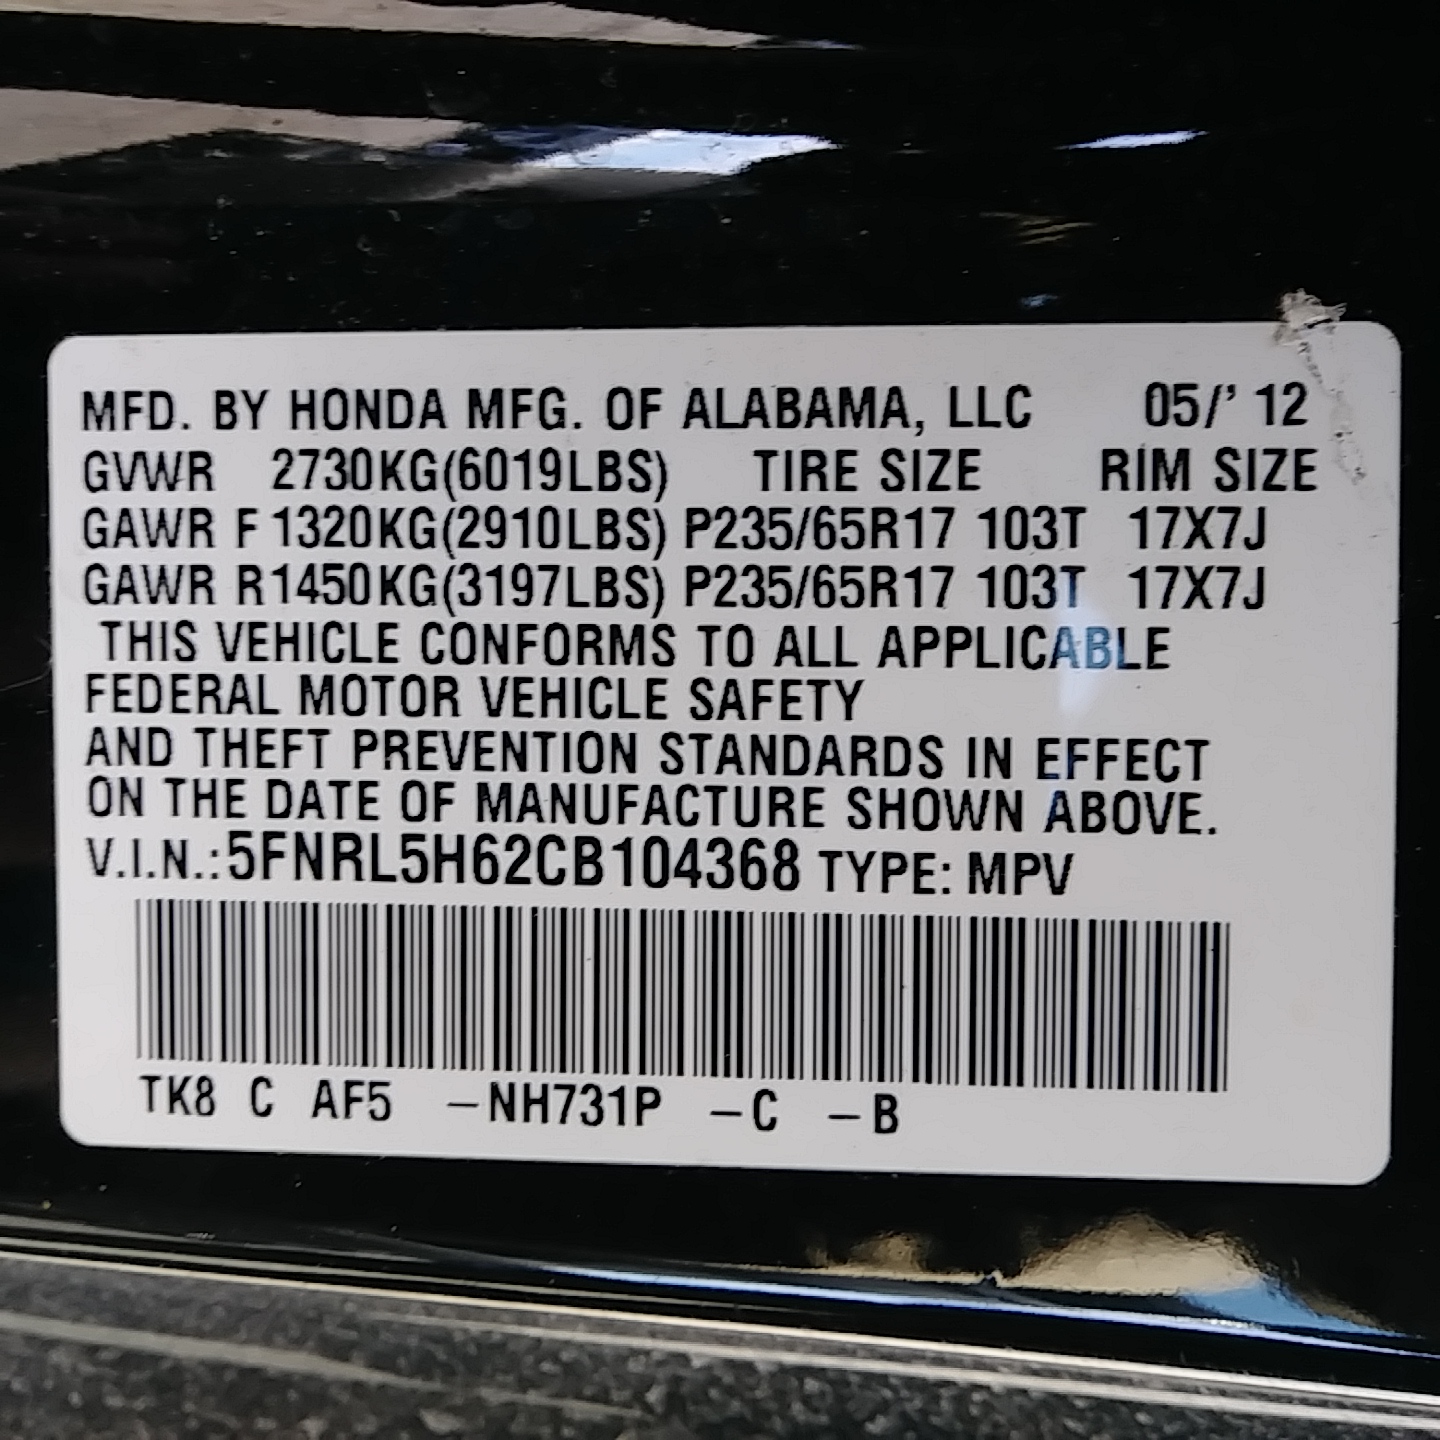 MFD. BY HONDA MFG. OF ALABAMA, LLC 05/' 12
GVWR 2730KG(6019LBS) TIRE SIZE RIM SIZE
GAWR F 1320KG(2910LBS) P235/65R17 103T 17X7J
GAWR R1450KG(3197LBS) P235/65R17 103T 17X7J
THIS VEHICLE CONFORMS TO ALL APPLICABLE
FEDERAL MOTOR VEHICLE SAFETY
AND THEFT PREVENTION STANDARDS IN EFFECT
ON THE DATE OF MANUFACTURE SHOWN ABOVE.
V.I.N.:5FNRL5H62CB104368 TYPE: MPV
TK8 C AF5 –NH731P –C –B